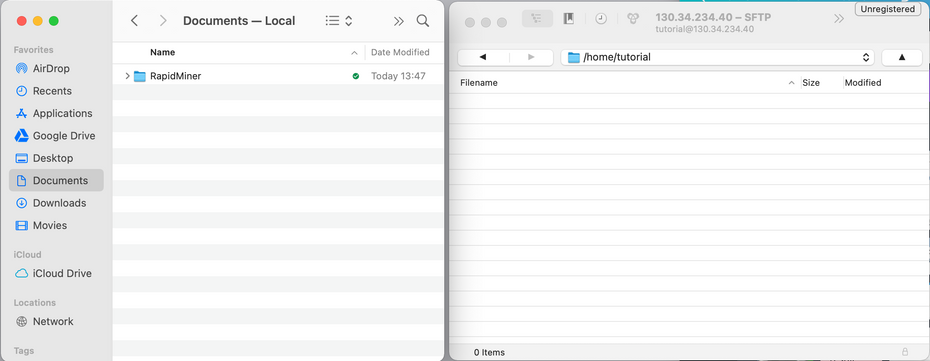 Documents — Local
Favorites
AirDrop
Recents
Applications
Google Drive
Desktop
Documents
Downloads
Movies
iCloud
iCloud Drive
Locations
Network
Tags
Name
Date Modified
RapidMiner
Today 13:47
130.34.234.40 – SFTP
tutorial@130.34.234.40
Unregistered
/home/tutorial
Filename
Size
Modified
0 Items